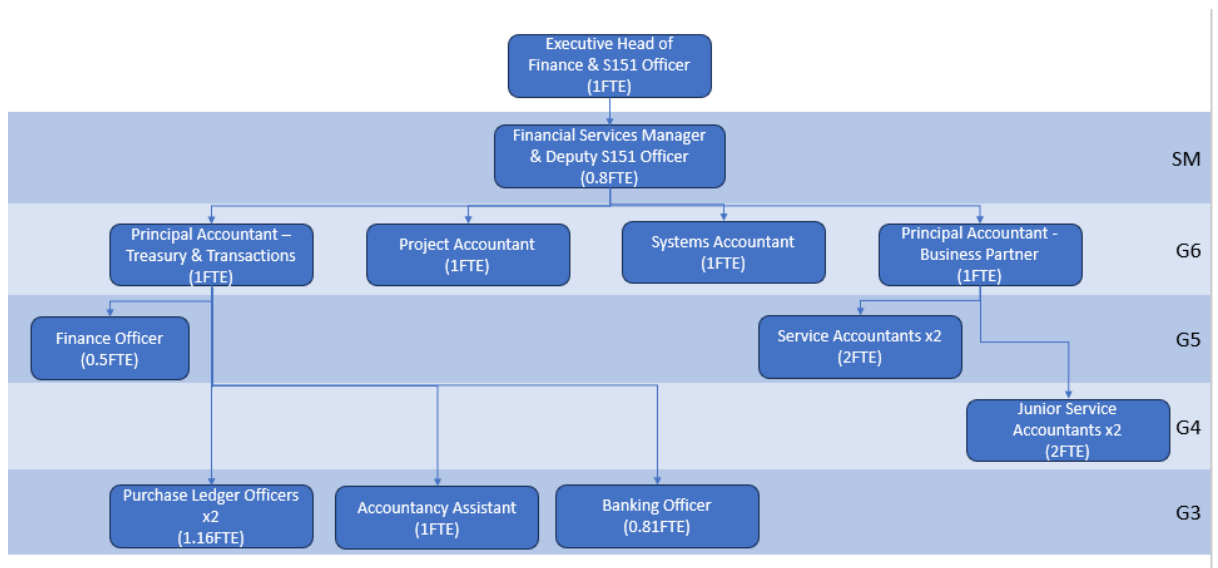 Executive Head of
Finance & S151 Officer
(1FTE)
Financial Services Manager
& Deputy S151 Officer
(0.8FTE)
SM
Principal Accountant –
Treasury & Transactions
(1FTE)
Project Accountant
(1FTE)
Systems Accountant
(1FTE)
Principal Accountant -
Business Partner
(1FTE)
G6
Finance Officer
(0.5FTE)
Service Accountants x2
(2FTE)
G5
Junior Service
Accountants x2
(2FTE)
G4
Purchase Ledger Officers
x2
(1.16FTE)
Accountancy Assistant
(1FTE)
Banking Officer
(0.81FTE)
G3